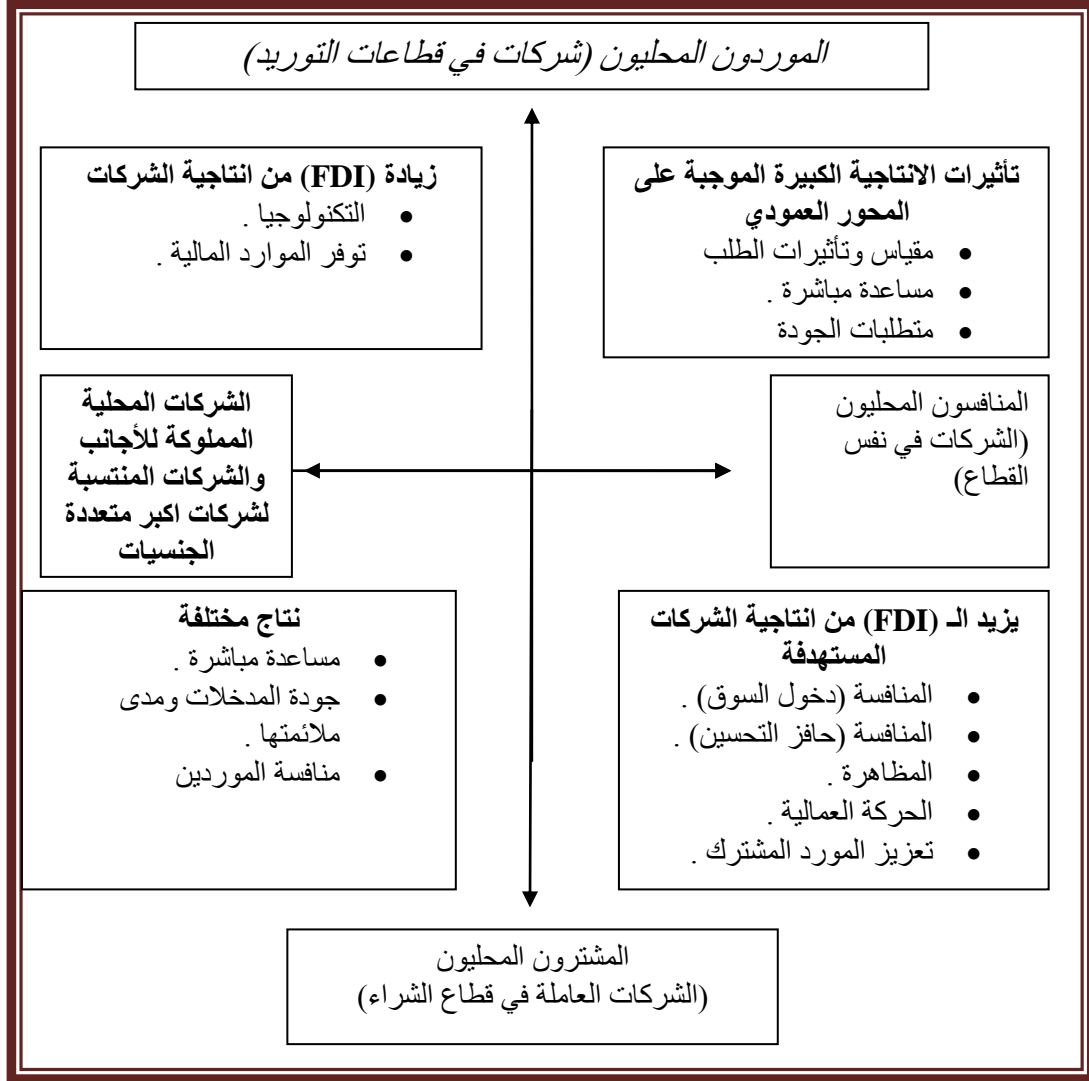 الموردون المحليون (شركات في قطاعات التوريد)
تأثيرات الانتاجية الكبيرة الموجبة على
المحور العمودي
• مقياس وتأثيرات الطلب
• مساعدة مباشرة .
• متطلبات الجودة
زيادة (FDI) من انتاجية الشركات
• التكنولوجيا .
• توفر الموارد المالية .
المنافسون المحليون
(الشركات في نفس
القطاع)
الشركات المحلية
المملوكة للأجانب
والشركات المنتسبة
لشركات اكبر متعددة
الجنسيات
يزيد الـ (FDI) من انتاجية الشركات
المستهدفة
• المنافسة (دخول السوق) .
• المنافسة (حافز التحسين) .
• المظاهرة .
• الحركة العمالية .
• تعزيز المورد المشترك .
نتاج مختلفة
• مساعدة مباشرة .
• جودة المدخلات ومدى
ملائمتها .
• منافسة الموردين
المشترون المحليون
(الشركات العاملة في قطاع الشراء)